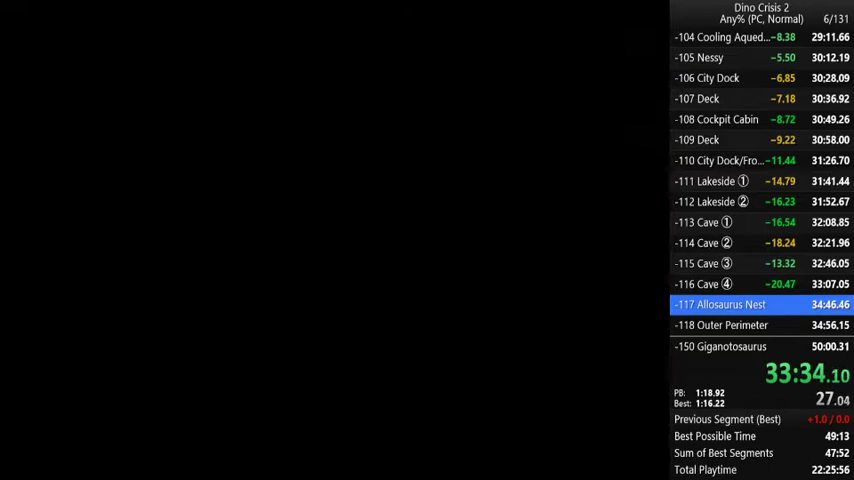 Dino Crisis 2
Any% (PC, Normal) 6/131
-104 Cooling Aqued... -8.38 29:11.66
-105 Nessy -5.50 30:12.19
-106 City Dock -6.85 30:28.09
-107 Deck -7.18 30:36.92
-108 Cockpit Cabin -8.72 30:49.26
-109 Deck -9.22 30:58.00
-110 City Dock/Fro... -11.44 31:26.70
-111 Lakeside ① -14.79 31:41.44
-112 Lakeside ② -16.23 31:52.67
-113 Cave ① -16.54 32:08.85
-114 Cave ② -18.24 32:21.96
-115 Cave ③ -13.32 32:46.05
-116 Cave ④ -20.47 33:07.05
-117 Allosaurus Nest 34:46.46
-118 Outer Perimeter 34:56.15
-150 Giganotosaurus 50:00.31
33:34.10
PB: 1:18.92
Best: 1:16.22 27.04
Previous Segment (Best) +1.0 / 0.0
Best Possible Time 49:13
Sum of Best Segments 47:52
Total Playtime 22:25:56